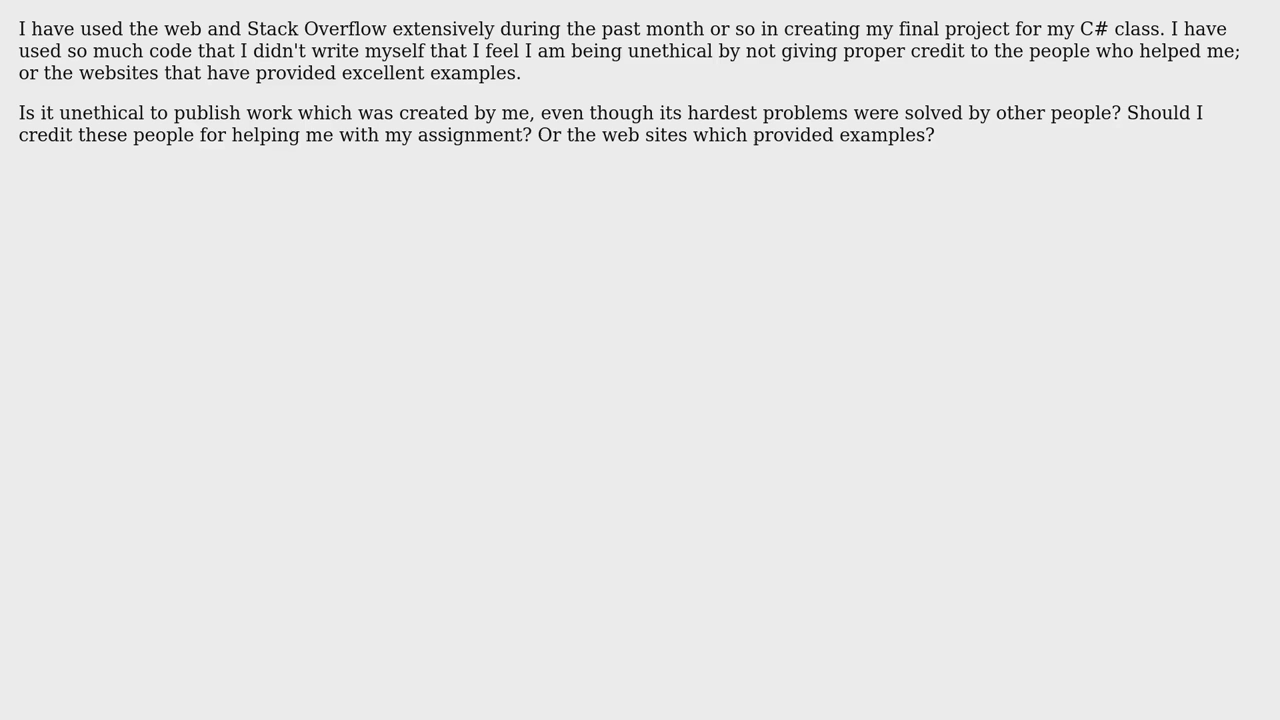 I have used the web and Stack Overflow extensively during the past month or so in creating my final project for my C# class. I have
used so much code that I didn't write myself that I feel I am being unethical by not giving proper credit to the people who helped me;
or the websites that have provided excellent examples.
Is it unethical to publish work which was created by me, even though its hardest problems were solved by other people? Should I
credit these people for helping me with my assignment? Or the web sites which provided examples?